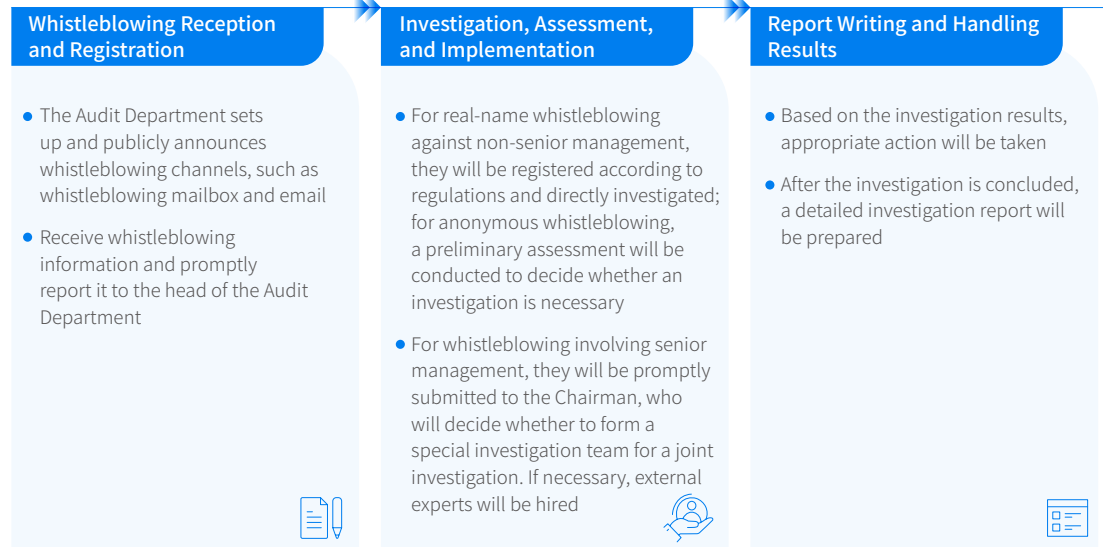 Whistleblowing Reception
and Registration
The Audit Department sets
up and publicly announces
whistleblowing channels, such as
whistleblowing mailbox and email
Receive whistleblowing
information and promptly
report it to the head of the Audit
Department
Investigation, Assessment,
and Implementation
For real-name whistleblowing
against non-senior management,
they will be registered according to
regulations and directly investigated;
for anonymous whistleblowing,
a preliminary assessment will be
conducted to decide whether an
investigation is necessary
For whistleblowing involving senior
management, they will be promptly
submitted to the Chairman, who
will decide whether to form a
special investigation team for a joint
investigation. If necessary, external
experts will be hired
Report Writing and Handling
Results
Based on the investigation results,
appropriate action will be taken
After the investigation is concluded,
a detailed investigation report will
be prepared